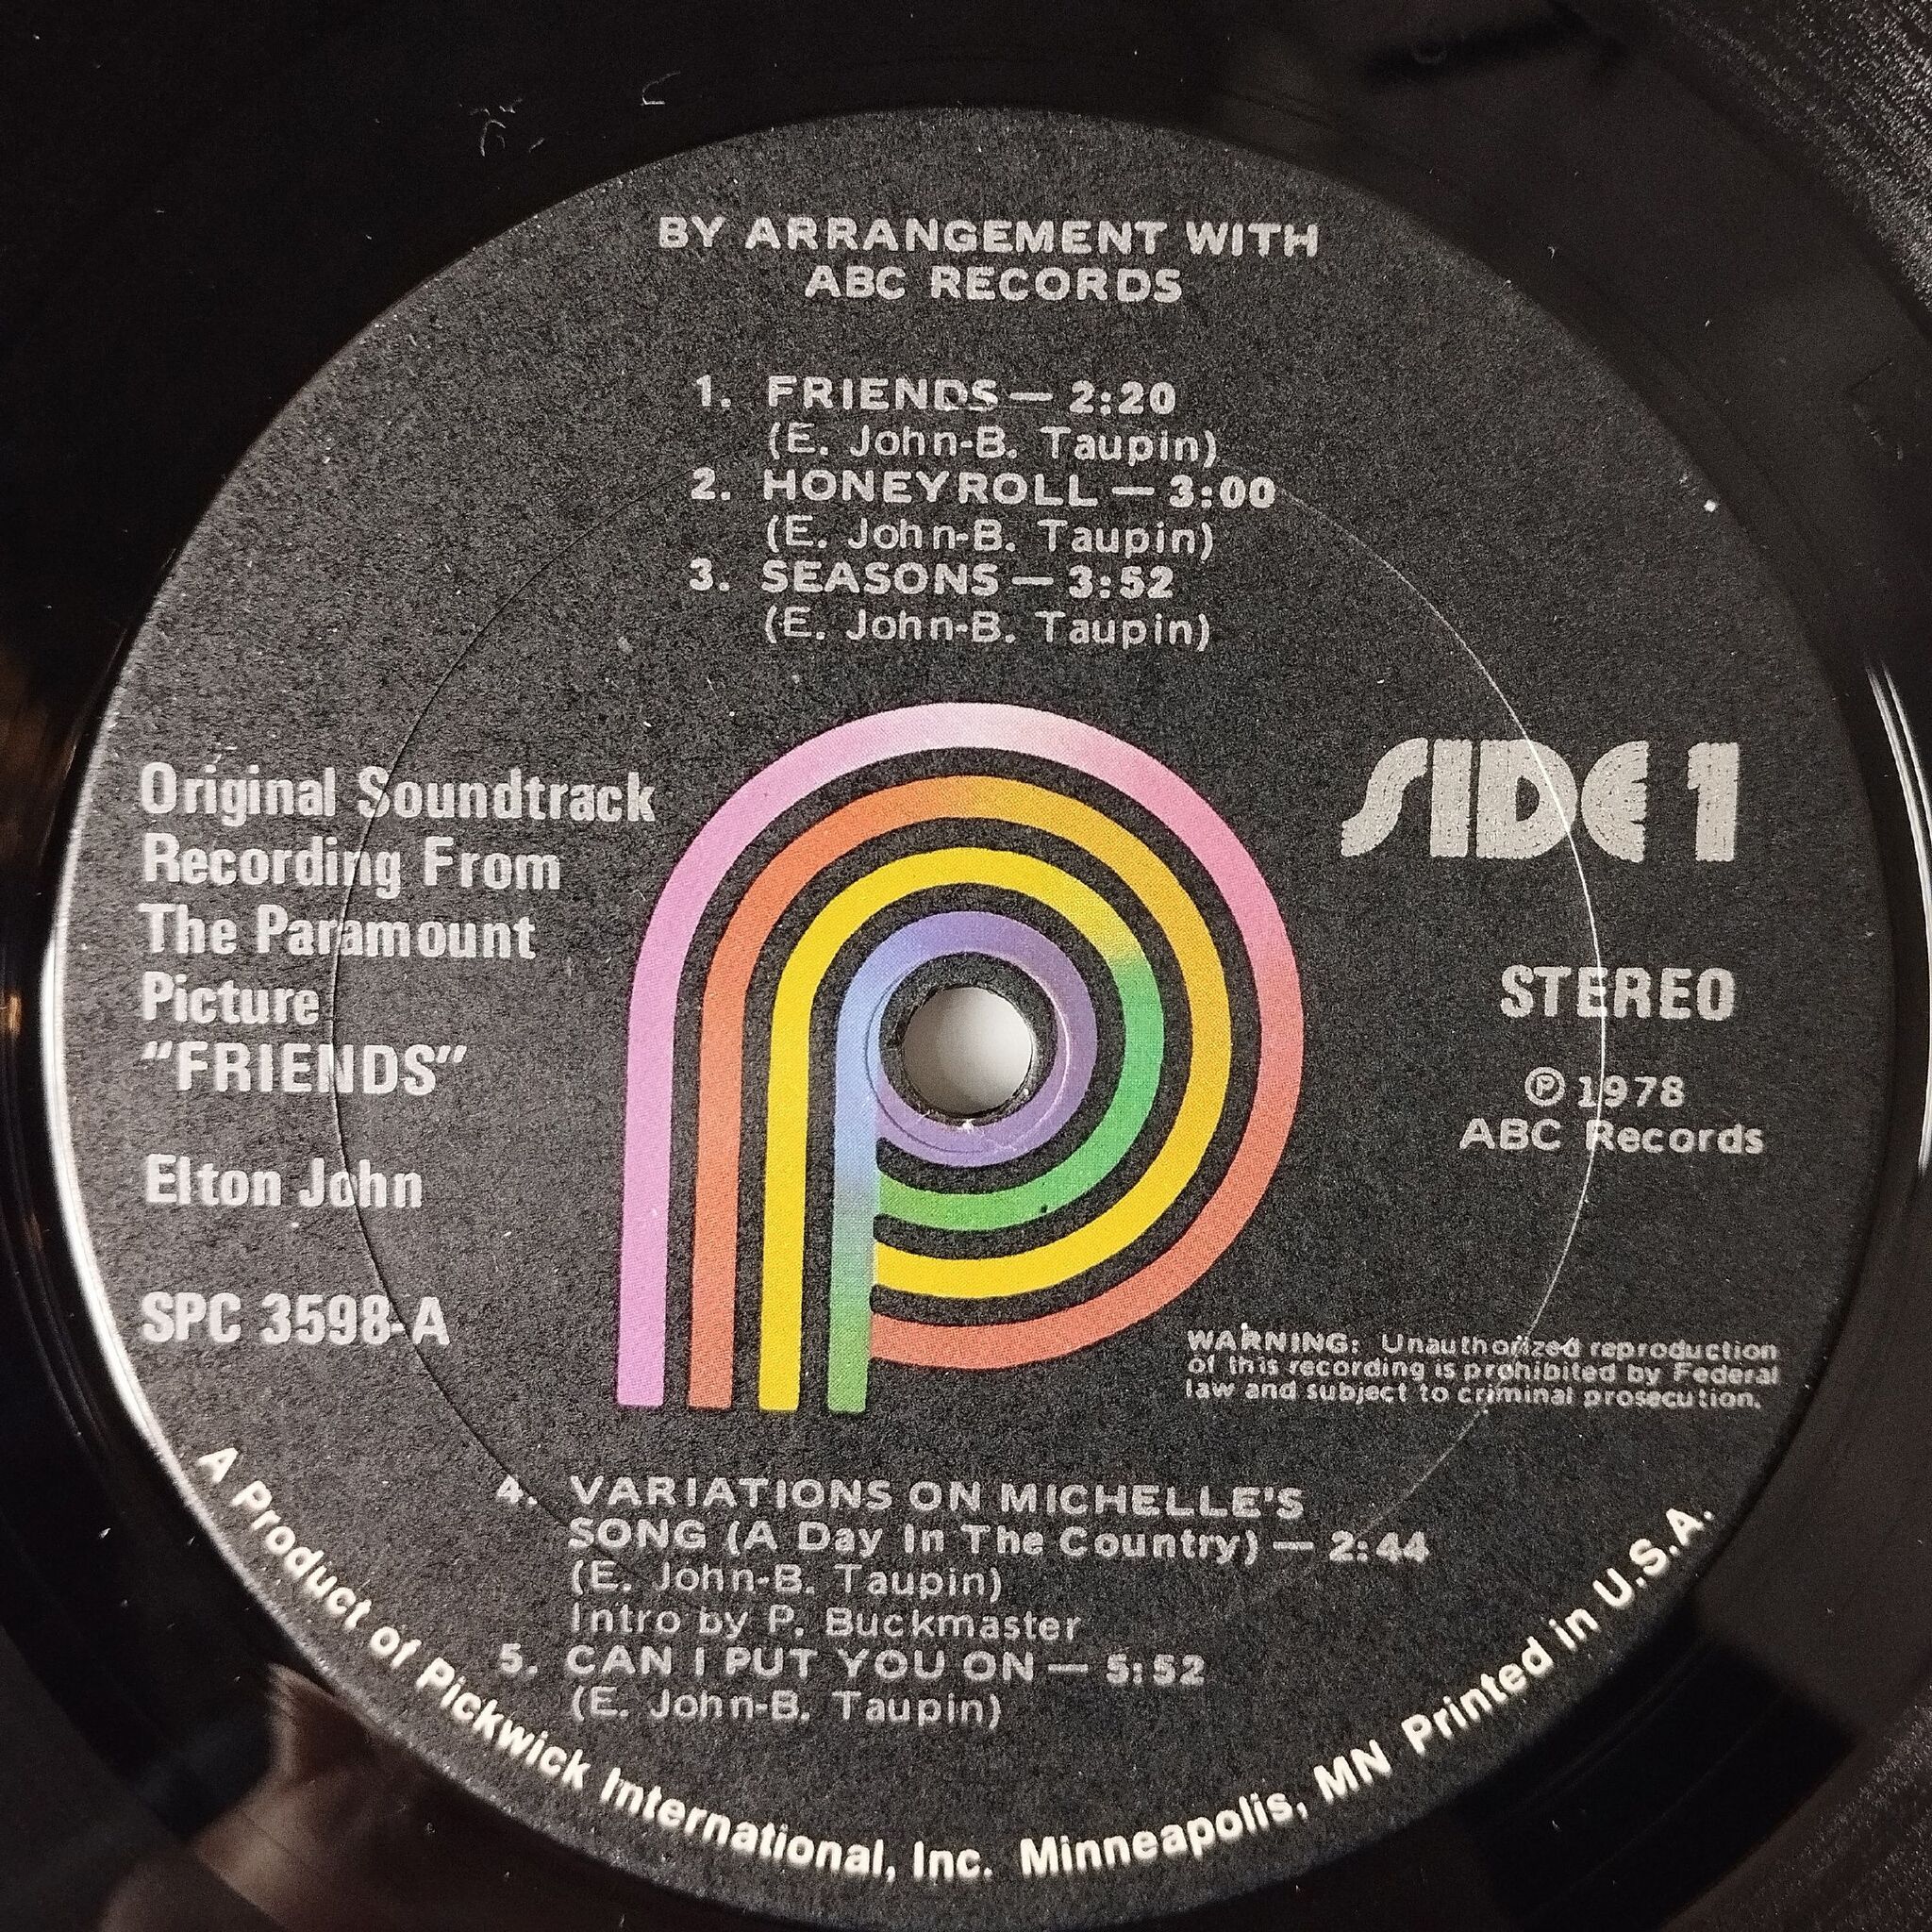 BY ARRANGEMENT WITH
ABC RECORDS
1. FRIENDS — 2:20
(E. John-B. Taupin)
2. HONEY ROLL — 3:00
(E. John-B. Taupin)
3. SEASONS — 3:52
(E. John-B. Taupin)
Original Soundtrack
Recording From
The Paramount
Picture
“FRIENDS”
Elton John
SPC 3598-A
SIDE 1
STEREO
℗ 1978
ABC Records
WARNING: Unauthorized reproduction
of this recording is prohibited by Federal
law and subject to criminal prosecution.
4. VARIATIONS ON MICHELLE'S
SONG (A Day In The Country) — 2:44
(E. John-B. Taupin)
Intro by P. Buckmaster
5. CAN I PUT YOU ON — 5:52
(E. John-B. Taupin)
A Product of Pickwick International, Inc. Minneapolis, MN Printed in U.S.A.